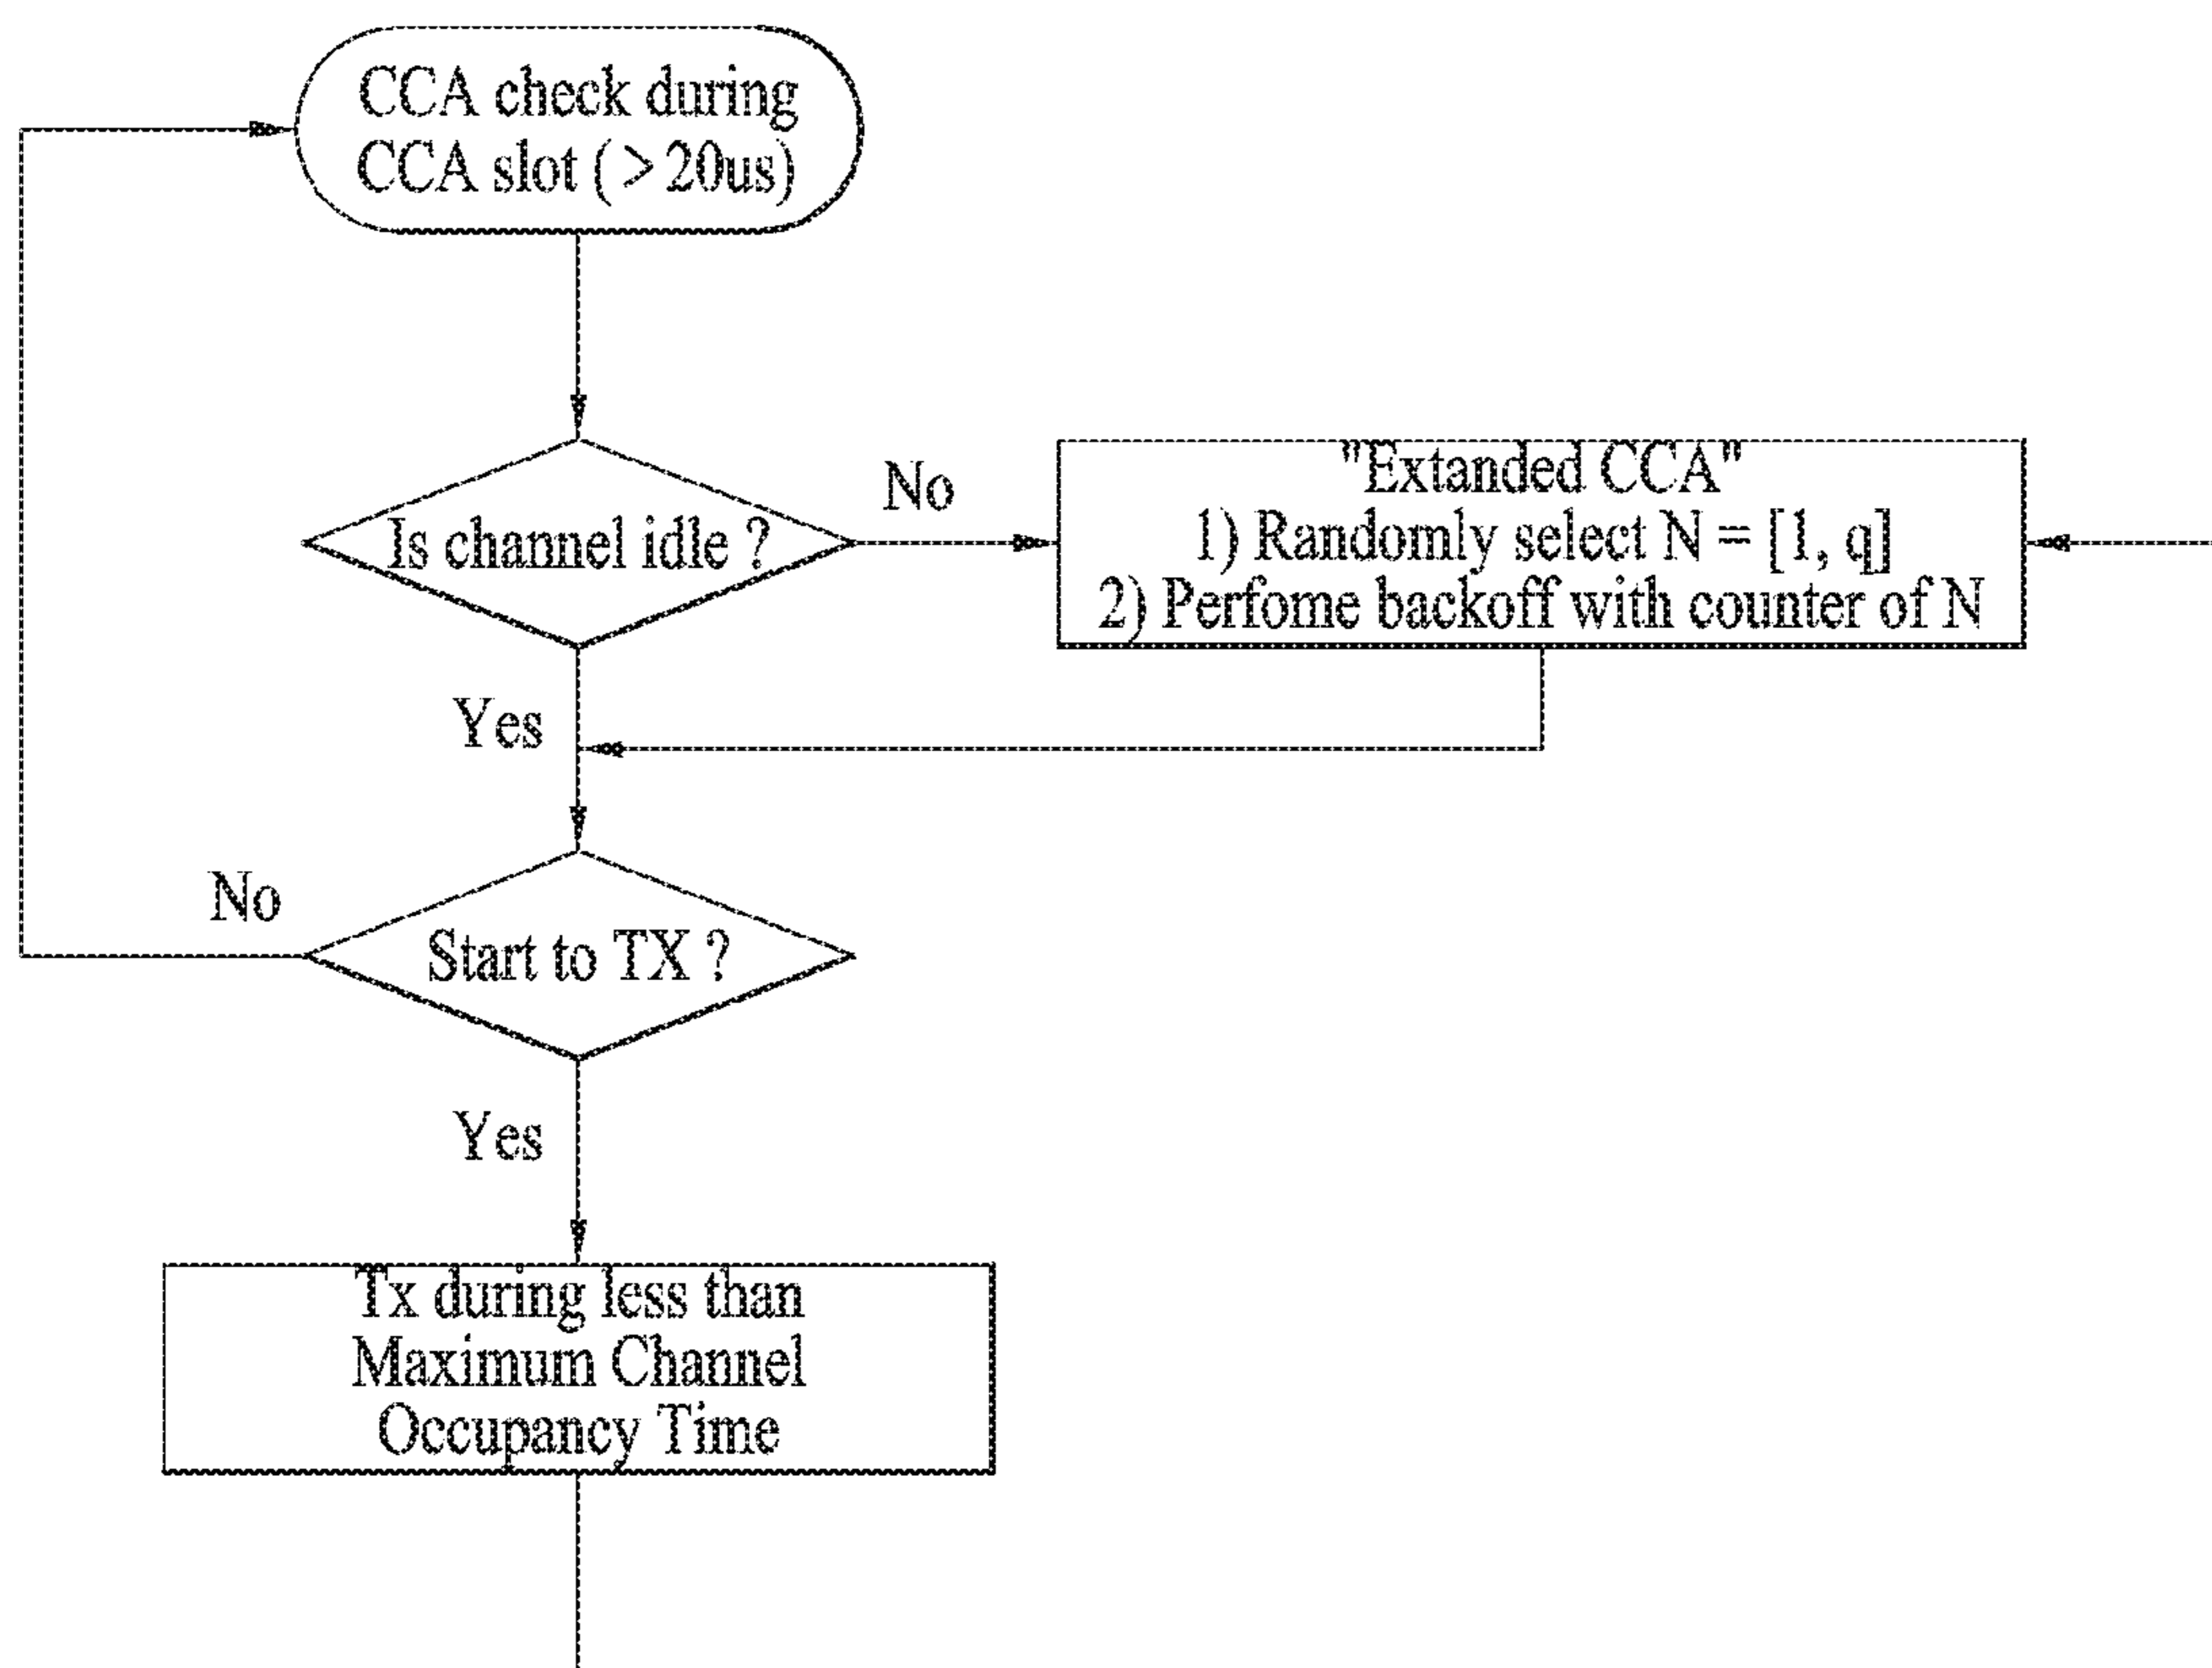 CCA check during
CCA slot ( > 20us)
Is channel idle ?
No
"Extanded CCA"
1) Randomly select N = [1, q]
2) Perfome backoff with counter of N
Yes
No
Start to TX ?
Yes
Tx during less than
Maximum Channel
Occupancy Time